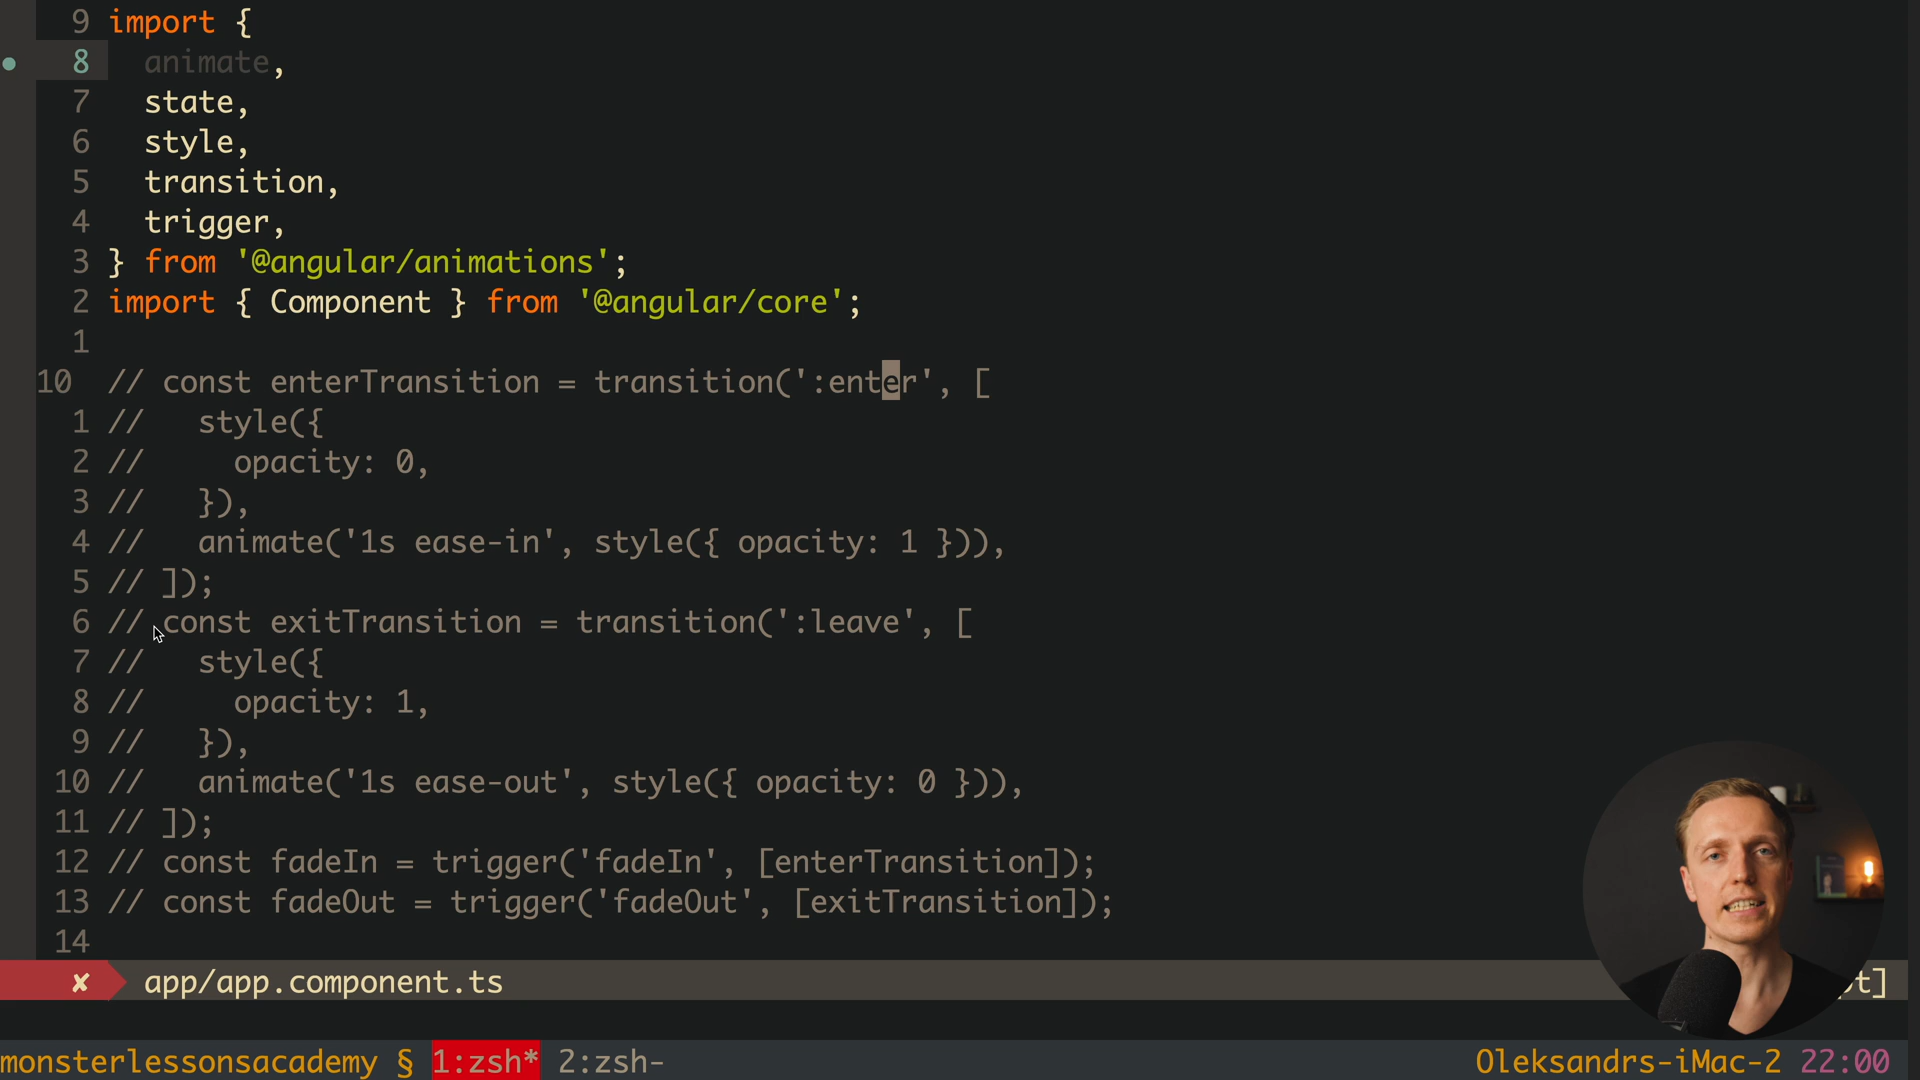 9 import {
8   animate,
7   state,
6   style,
5   transition,
4   trigger,
3 } from '@angular/animations';
2 import { Component } from '@angular/core';
1
10 // const enterTransition = transition(':enter', [
1 //   style({
2 //     opacity: 0,
3 //   }),
4 //   animate('1s ease-in', style({ opacity: 1 })),
5 // ]);
6 // const exitTransition = transition(':leave', [
7 //   style({
8 //     opacity: 1,
9 //   }),
10 //   animate('1s ease-out', style({ opacity: 0 })),
11 // ]);
12 // const fadeIn = trigger('fadeIn', [enterTransition]);
13 // const fadeOut = trigger('fadeOut', [exitTransition]);
14
✘ app/app.component.ts t]
monsterlessonsacademy § 1:zsh* 2:zsh- Oleksandrs-iMac-2 22:00